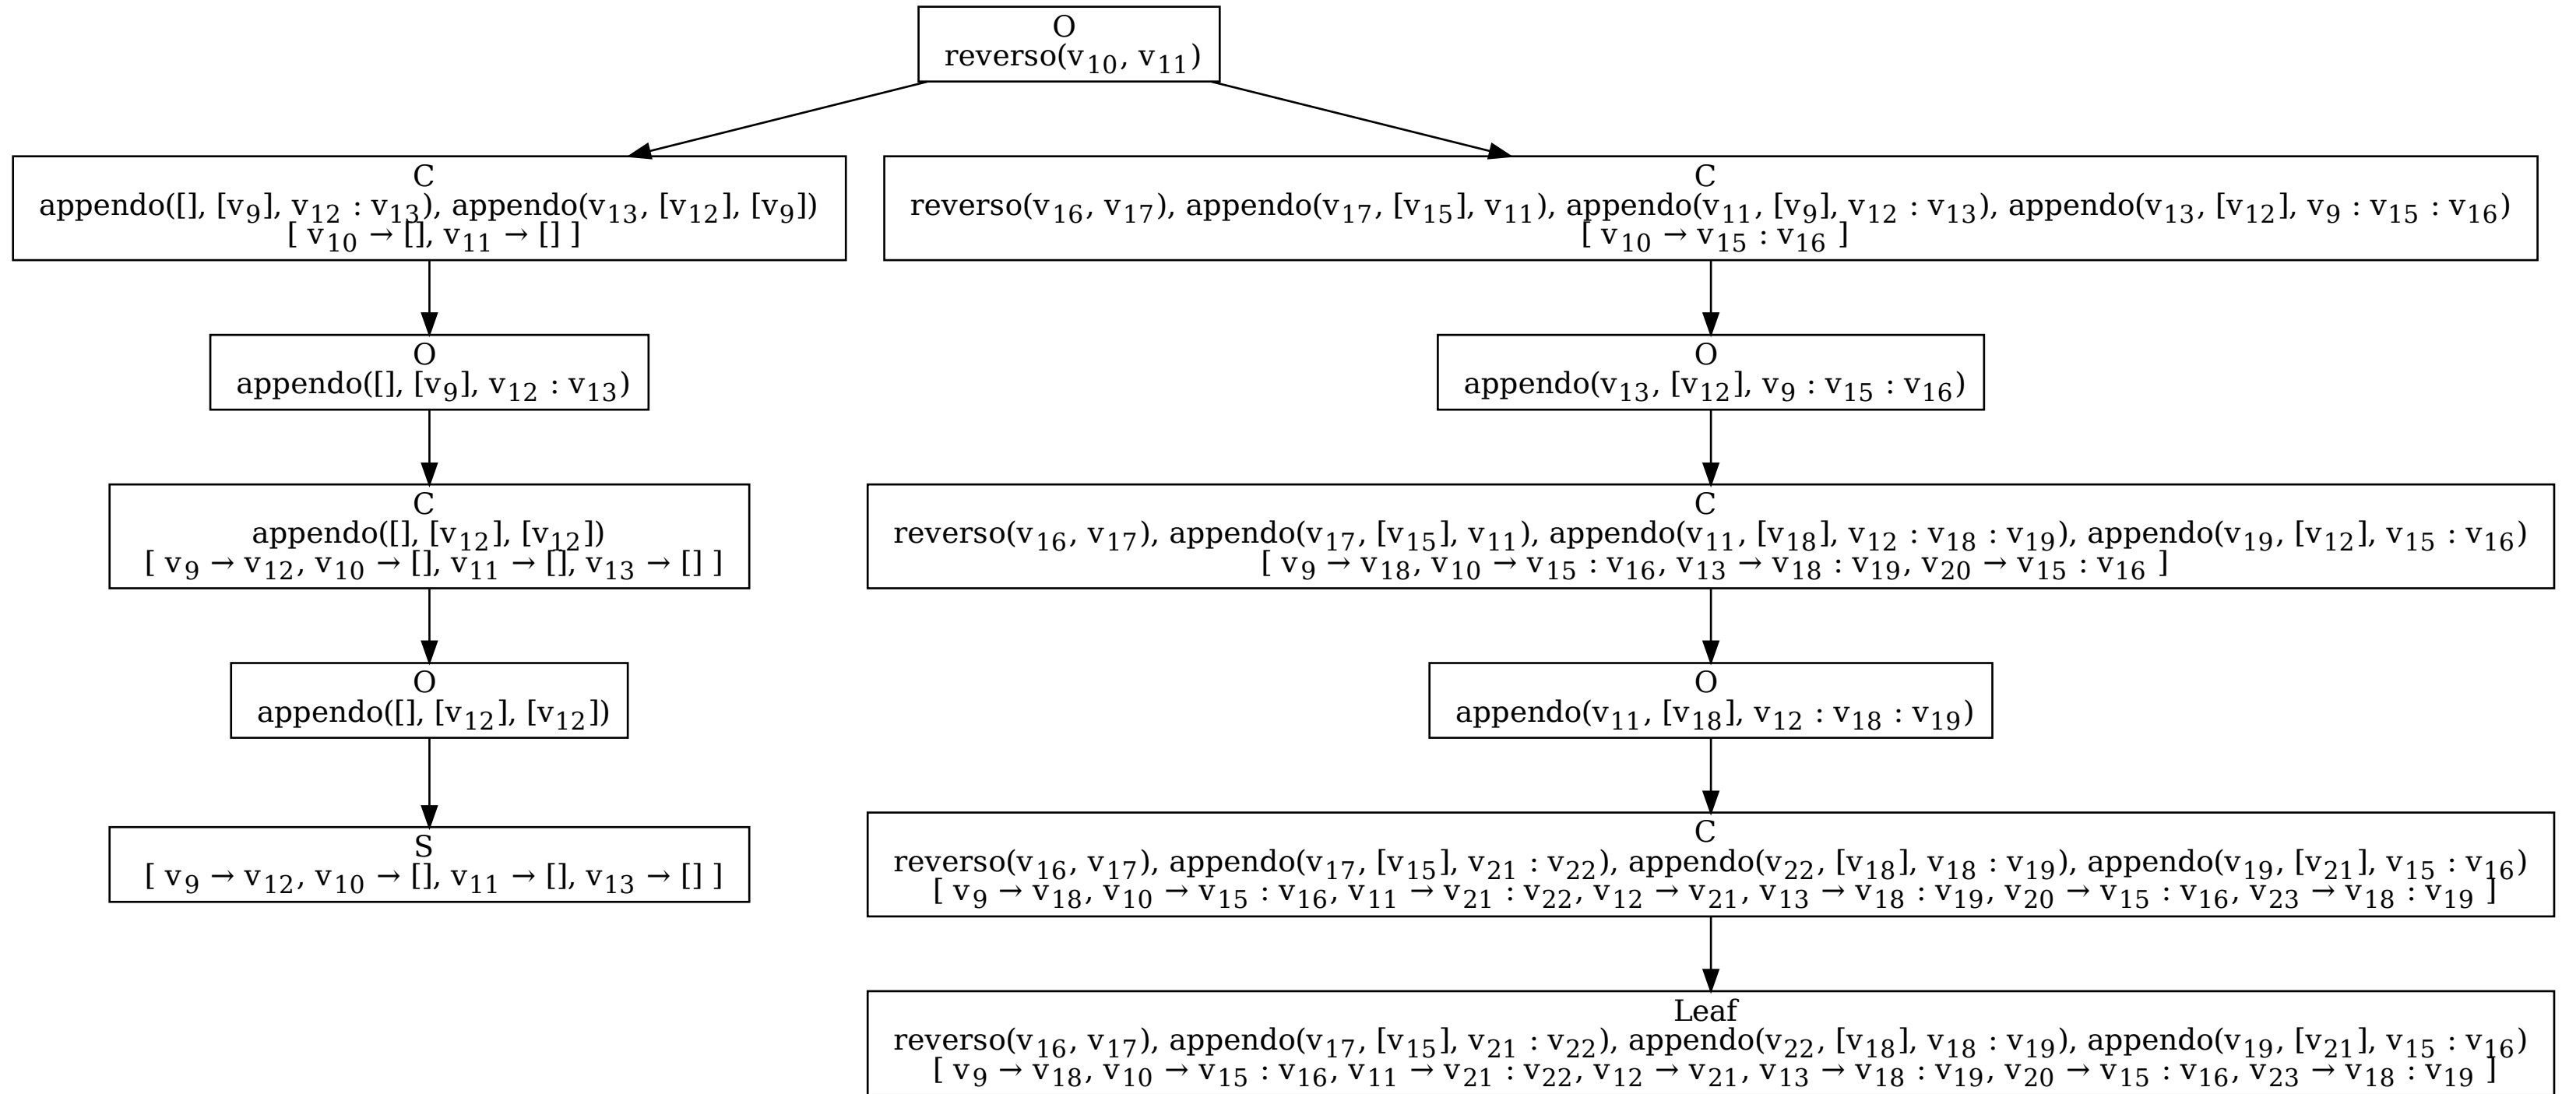 O
reverso(v10, v11)
C
appendo([], [v9], v12 : v13), appendo(v13, [v12], [v9])
[ v10 → [], v11 → [] ]
C
reverso(v16, v17), appendo(v17, [v15], v11), appendo(v11, [v9], v12 : v13), appendo(v13, [v12], v9 : v15 : v16)
[ v10 → v15 : v16 ]
O
appendo([], [v9], v12 : v13)
O
appendo(v13, [v12], v9 : v15 : v16)
C
appendo([], [v12], [v12])
[ v9 → v12, v10 → [], v11 → [], v13 → [] ]
C
reverso(v16, v17), appendo(v17, [v15], v11), appendo(v11, [v18], v12 : v18 : v19), appendo(v19, [v12], v15 : v16)
[ v9 → v18, v10 → v15 : v16, v13 → v18 : v19, v20 → v15 : v16 ]
O
appendo([], [v12], [v12])
O
appendo(v11, [v18], v12 : v18 : v19)
S
[ v9 → v12, v10 → [], v11 → [], v13 → [] ]
C
reverso(v16, v17), appendo(v17, [v15], v21 : v22), appendo(v22, [v18], v18 : v19), appendo(v19, [v21], v15 : v16)
[ v9 → v18, v10 → v15 : v16, v11 → v21 : v22, v12 → v21, v13 → v18 : v19, v20 → v15 : v16, v23 → v18 : v19 ]
Leaf
reverso(v16, v17), appendo(v17, [v15], v21 : v22), appendo(v22, [v18], v18 : v19), appendo(v19, [v21], v15 : v16)
[ v9 → v18, v10 → v15 : v16, v11 → v21 : v22, v12 → v21, v13 → v18 : v19, v20 → v15 : v16, v23 → v18 : v19 ]